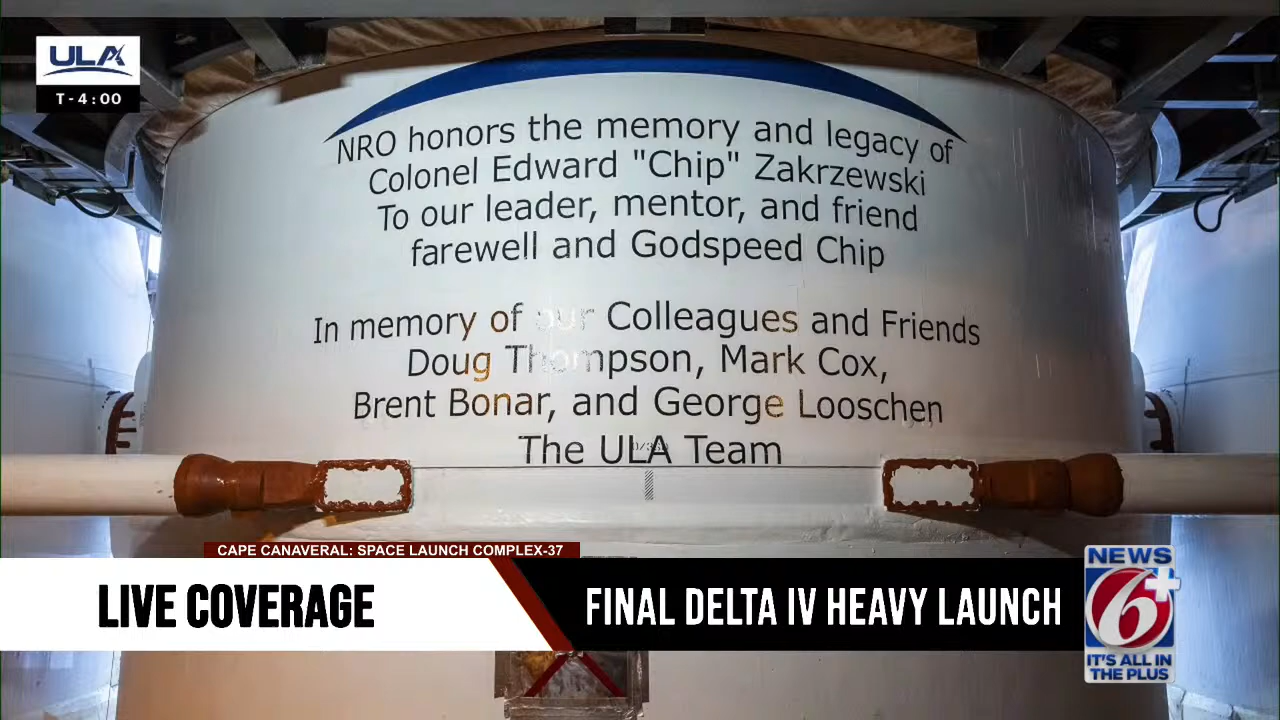 ULA
T - 4 : 00
NRO honors the memory and legacy of
Colonel Edward "Chip" Zakrzewski
To our leader, mentor, and friend
farewell and Godspeed Chip
In memory of our Colleagues and Friends
Doug Thompson, Mark Cox,
Brent Bonar, and George Looschen
The ULA Team
CAPE CANAVERAL: SPACE LAUNCH COMPLEX-37
LIVE COVERAGE
FINAL DELTA IV HEAVY LAUNCH
NEWS
6+
IT'S ALL IN
THE PLUS